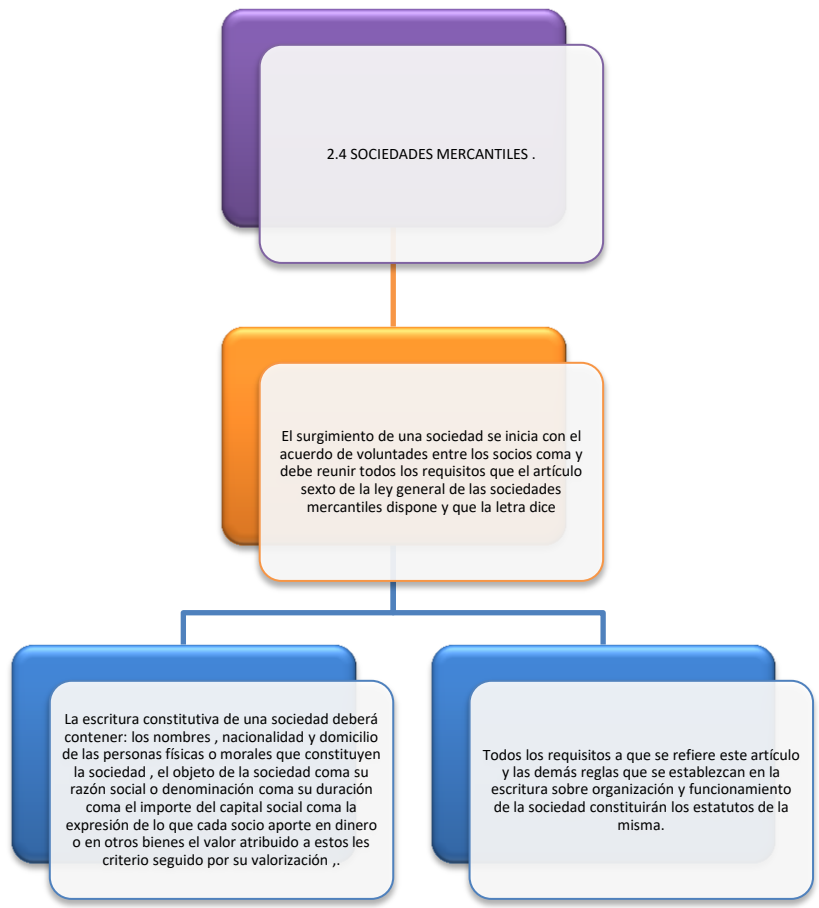 2.4 SOCIEDADES MERCANTILES .
El surgimiento de una sociedad se inicia con el
acuerdo de voluntades entre los socios coma y
debe reunir todos los requisitos que el artículo
sexto de la ley general de las sociedades
mercantiles dispone y que la letra dice
La escritura constitutiva de una sociedad deberá
contener: los nombres , nacionalidad y domicilio
de las personas físicas o morales que constituyen
la sociedad , el objeto de la sociedad coma su
razón social o denominación coma su duración
coma el importe del capital social coma la
expresión de lo que cada socio aporte en dinero
o en otros bienes el valor atribuido a estos les
criterio seguido por su valorización ,.
Todos los requisitos a que se refiere este artículo
y las demás reglas que se establezcan en la
escritura sobre organización y funcionamiento
de la sociedad constituirán los estatutos de la
misma.